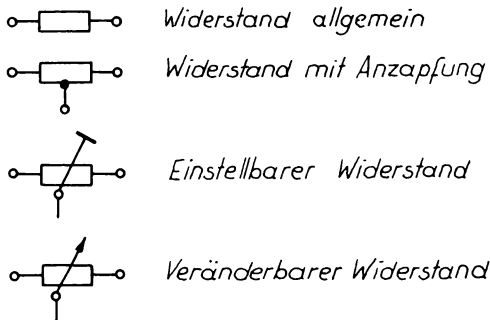 Widerstand allgemein
Widerstand mit Anzapfung
Einstellbarer Widerstand
Veränderbarer Widerstand